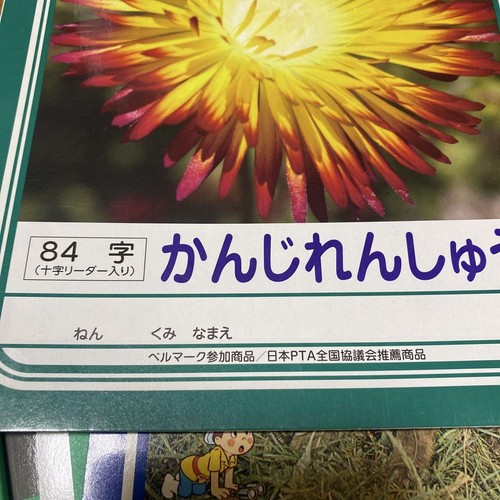 84 字
(十字リーダー入り)
かんじれんしゅう
ねん くみ なまえ
ベルマーク参加商品／日本PTA全国協議会推薦商品